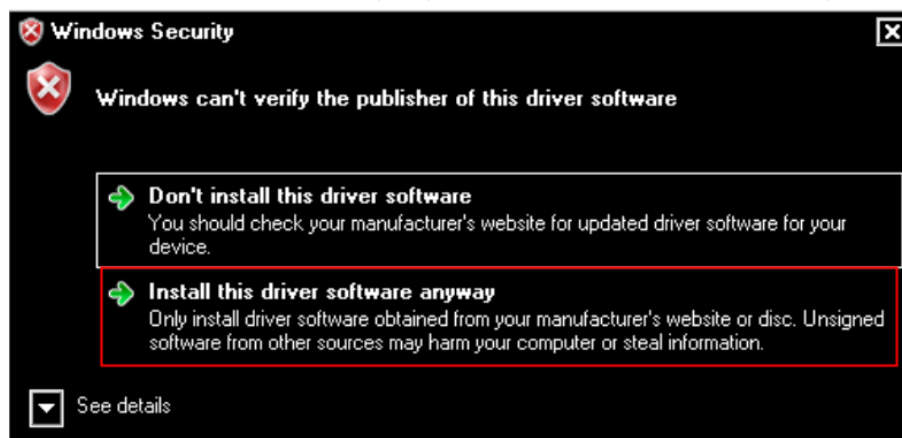 Windows Security
Windows can't verify the publisher of this driver software
Don't install this driver software
You should check your manufacturer's website for updated driver software for your
device.
Install this driver software anyway
Only install driver software obtained from your manufacturer's website or disc. Unsigned
software from other sources may harm your computer or steal information.
See details